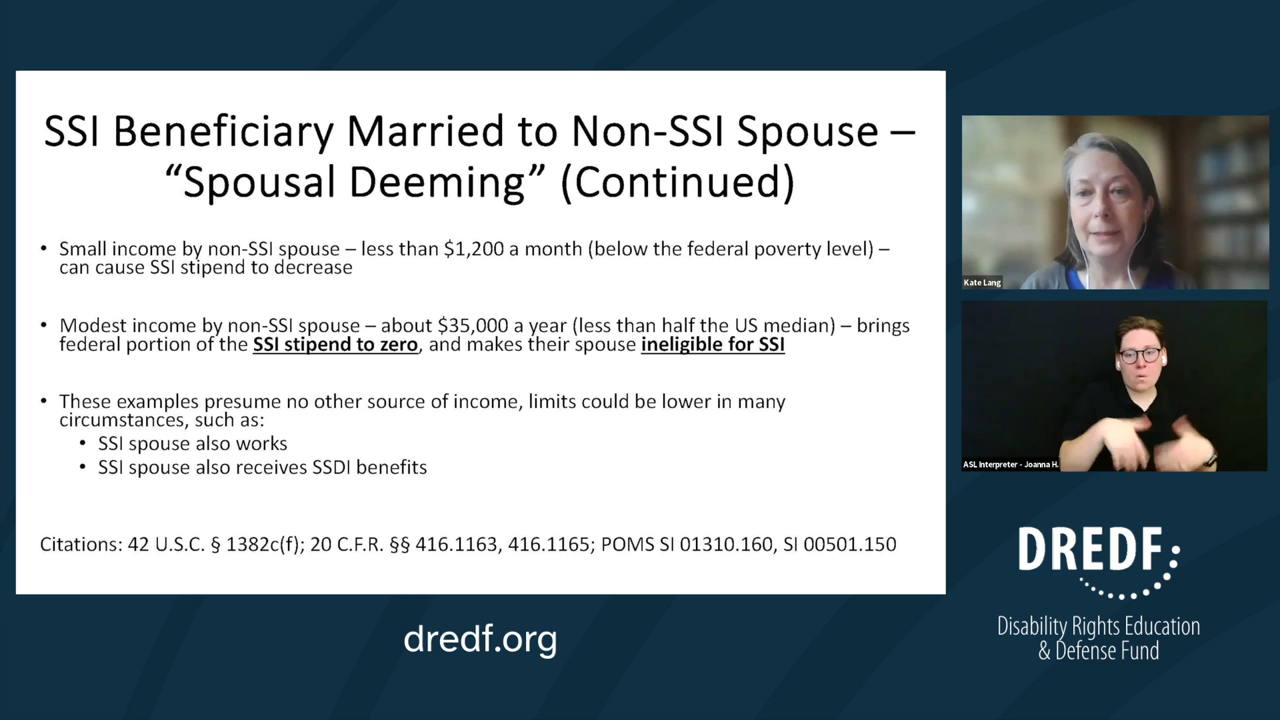 SSI Beneficiary Married to Non-SSI Spouse –
“Spousal Deeming” (Continued)
• Small income by non-SSI spouse – less than $1,200 a month (below the federal poverty level) –
can cause SSI stipend to decrease
• Modest income by non-SSI spouse – about $35,000 a year (less than half the US median) – brings
federal portion of the SSI stipend to zero, and makes their spouse ineligible for SSI
• These examples presume no other source of income, limits could be lower in many
circumstances, such as:
• SSI spouse also works
• SSI spouse also receives SSDI benefits
Citations: 42 U.S.C. § 1382c(f); 20 C.F.R. §§ 416.1163, 416.1165; POMS SI 01310.160, SI 00501.150
dredf.org
Kate Lang
ASL Interpreter - Joanna H.
DREDF
Disability Rights Education
& Defense Fund